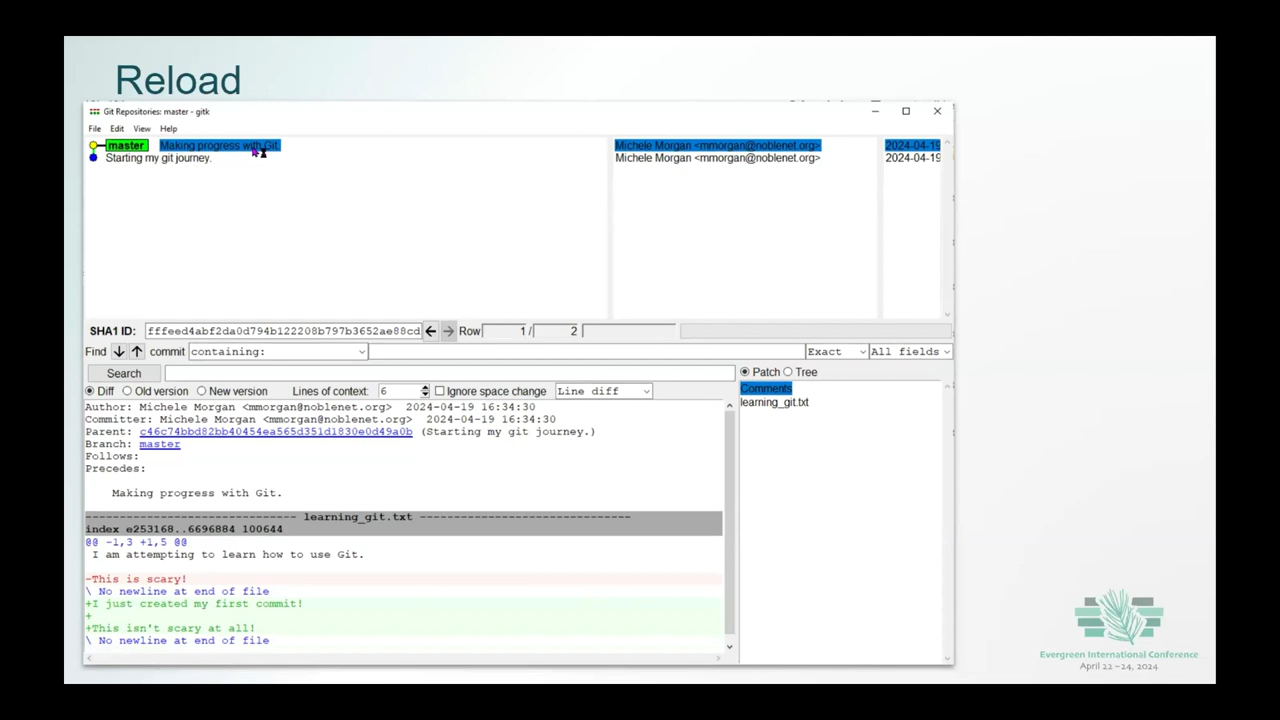 Reload
Git Repositories: master - gitk
File Edit View Help
master Making progress with Git. Michele Morgan <mmorgan@noblenet.org> 2024-04-19
Starting my git journey. Michele Morgan <mmorgan@noblenet.org> 2024-04-19
SHA1 ID: fffeed4abf2da0d794b122208b797b3652ae88cd Row 1 / 2
Find commit containing: Exact All fields
Search
Patch Tree
Diff Old version New version Lines of context: 6 Ignore space change Line diff
Comments
learning_git.txt
Author: Michele Morgan <mmorgan@noblenet.org> 2024-04-19 16:34:30
Committer: Michele Morgan <mmorgan@noblenet.org> 2024-04-19 16:34:30
Parent: c46c74bbd82bb40454ea565d351d1830e0d49a0b (Starting my git journey.)
Branch: master
Follows:
Precedes:
Making progress with Git.
------------------------------- learning_git.txt -------------------------------
index e253168..6696884 100644
@@ -1,3 +1,5 @@
I am attempting to learn how to use Git.
-This is scary!
\ No newline at end of file
+I just created my first commit!
+
+This isn't scary at all!
\ No newline at end of file
Evergreen International Conference
April 22 –24, 2024